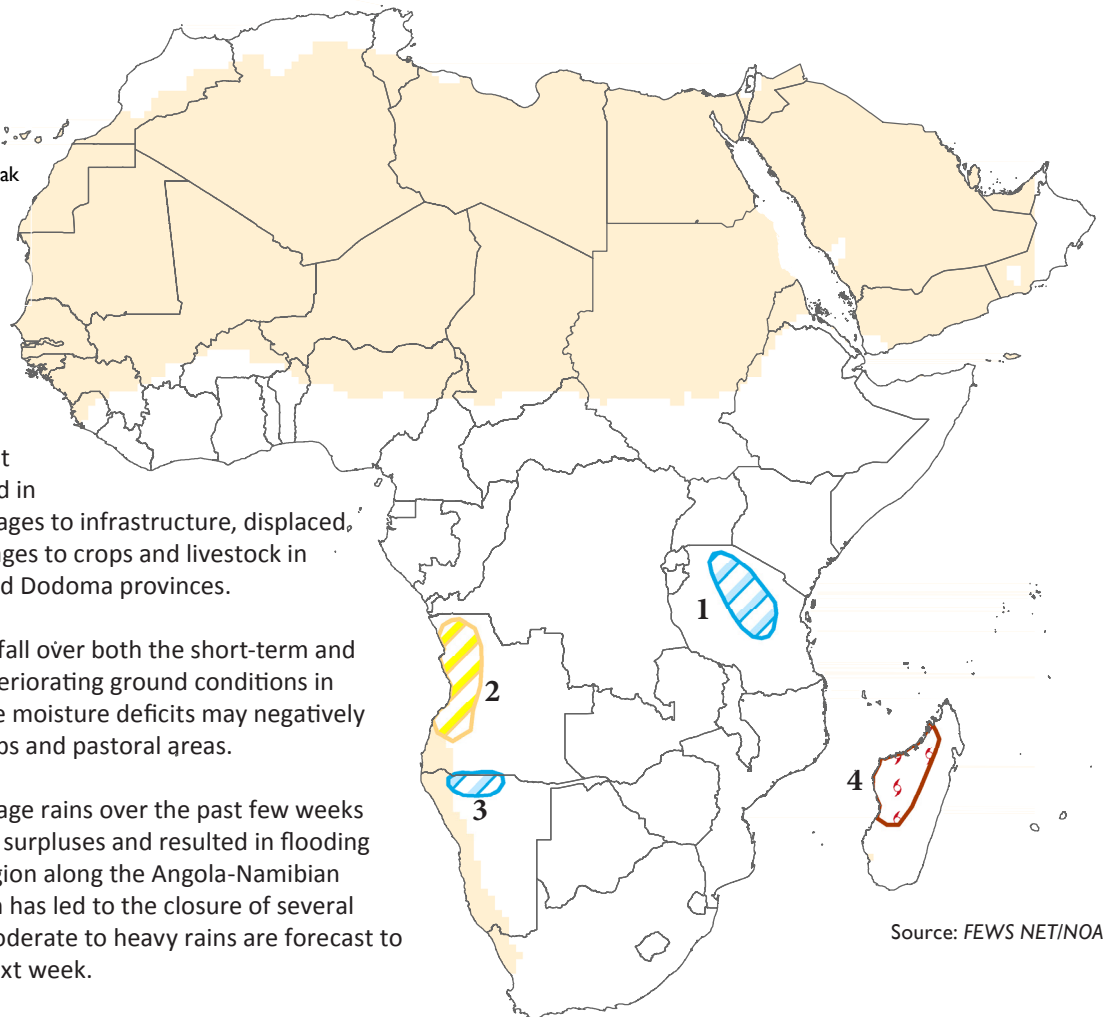 ak
t
d in
ages to infrastructure, displaced,
nges to crops and livestock in
d Dodoma provinces.
fall over both the short-term and
teriorating ground conditions in
e moisture deficits may negatively
ps and pastoral areas.
age rains over the past few weeks
surpluses and resulted in flooding
gion along the Angola-Namibian
n has led to the closure of several
oderate to heavy rains are forecast to
xt week.
1
2
3
4
Source: FEWS NET/NOA